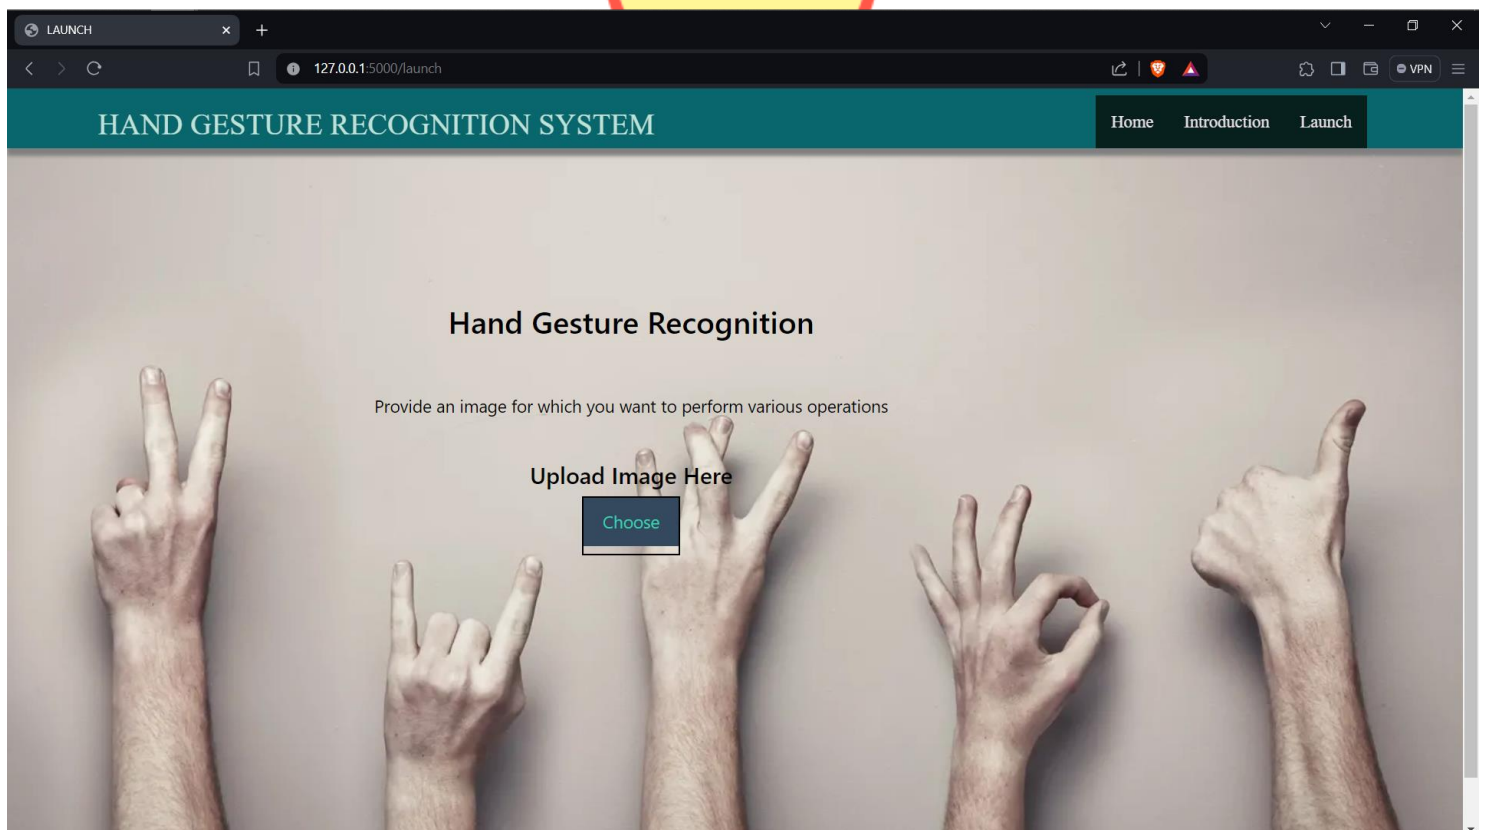 LAUNCH
127.0.0.1:5000/launch
VPN
HAND GESTURE RECOGNITION SYSTEM
Home Introduction Launch
Hand Gesture Recognition
Provide an image for which you want to perform various operations
Upload Image Here
Choose